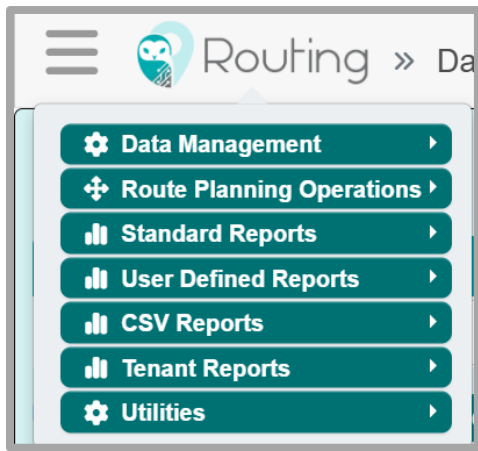 Routing » Da
Data Management
Route Planning Operations
Standard Reports
User Defined Reports
CSV Reports
Tenant Reports
Utilities